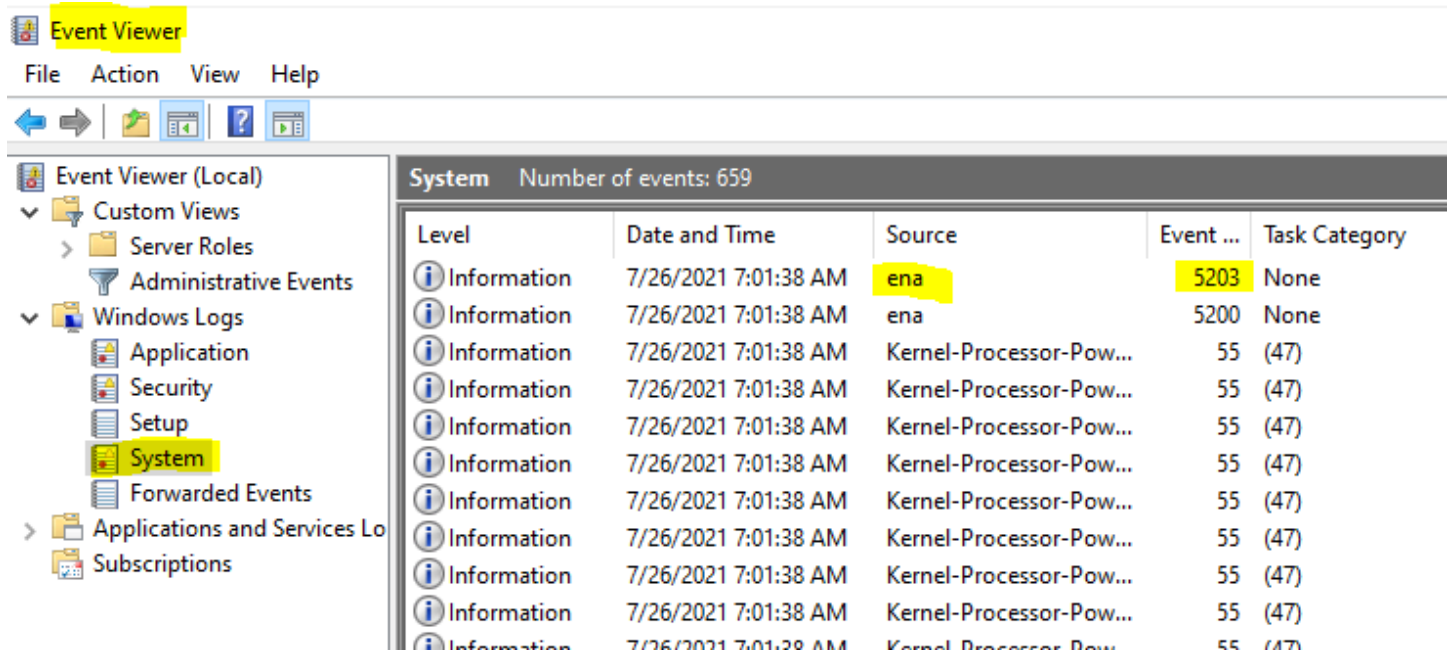 Event Viewer
File Action View Help
Event Viewer (Local)
Custom Views
Server Roles
Administrative Events
Windows Logs
Application
Security
Setup
System
Forwarded Events
Applications and Services Lo
Subscriptions
System Number of events: 659
Level Date and Time Source Event ... Task Category
Information 7/26/2021 7:01:38 AM ena 5203 None
Information 7/26/2021 7:01:38 AM ena 5200 None
Information 7/26/2021 7:01:38 AM Kernel-Processor-Pow... 55 (47)
Information 7/26/2021 7:01:38 AM Kernel-Processor-Pow... 55 (47)
Information 7/26/2021 7:01:38 AM Kernel-Processor-Pow... 55 (47)
Information 7/26/2021 7:01:38 AM Kernel-Processor-Pow... 55 (47)
Information 7/26/2021 7:01:38 AM Kernel-Processor-Pow... 55 (47)
Information 7/26/2021 7:01:38 AM Kernel-Processor-Pow... 55 (47)
Information 7/26/2021 7:01:38 AM Kernel-Processor-Pow... 55 (47)
Information 7/26/2021 7:01:38 AM Kernel-Processor-Pow... 55 (47)
Information 7/26/2021 7:01:38 AM Kernel-Processor-Pow... 55 (47)